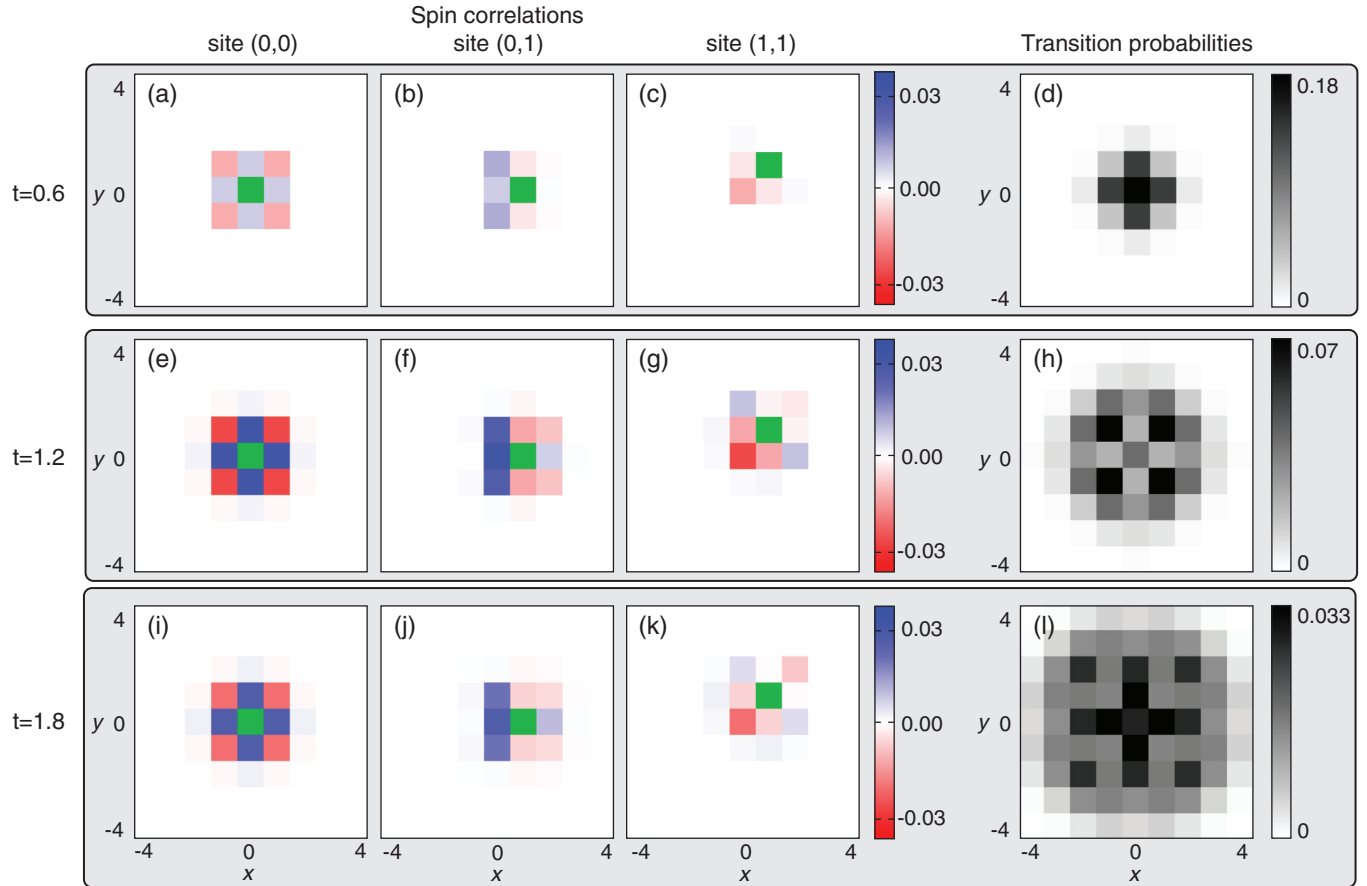 Spin correlations
site (0,0) site (0,1) site (1,1) Transition probabilities
t=0.6
(a) (b) (c) (d)
4
y 0
-4
0.03
0.00
-0.03
4
y 0
-4
0.18
0
t=1.2
(e) (f) (g) (h)
4
y 0
-4
0.03
0.00
-0.03
4
y 0
-4
0.07
0
t=1.8
(i) (j) (k) (l)
4
y 0
-4
0.03
0.00
-0.03
4
y 0
-4
0.033
0
-4 0 4 -4 0 4 -4 0 4 -4 0 4
x x x x